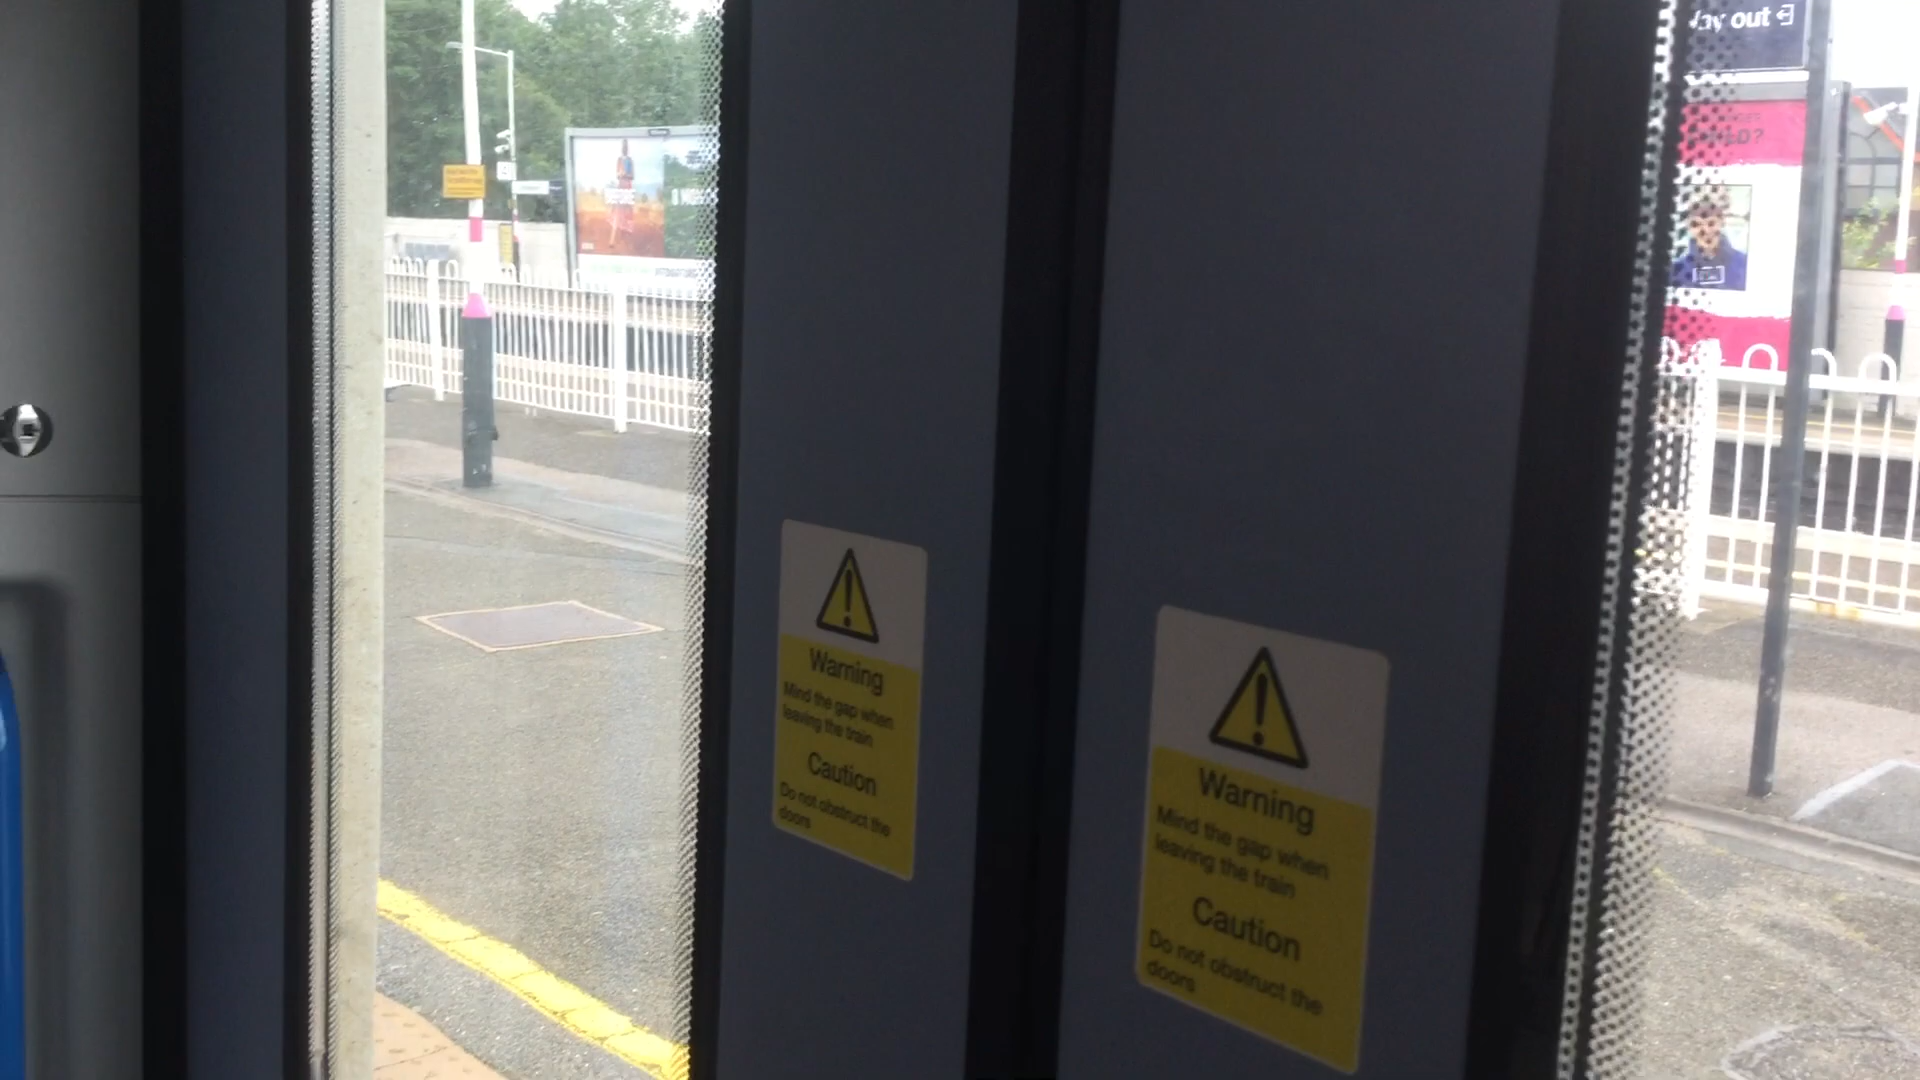 Way out
BEFORE
Warning
Mind the gap when
leaving the train
Caution
Do not obstruct the
doors
Warning
Mind the gap when
leaving the train
Caution
Do not obstruct the
doors